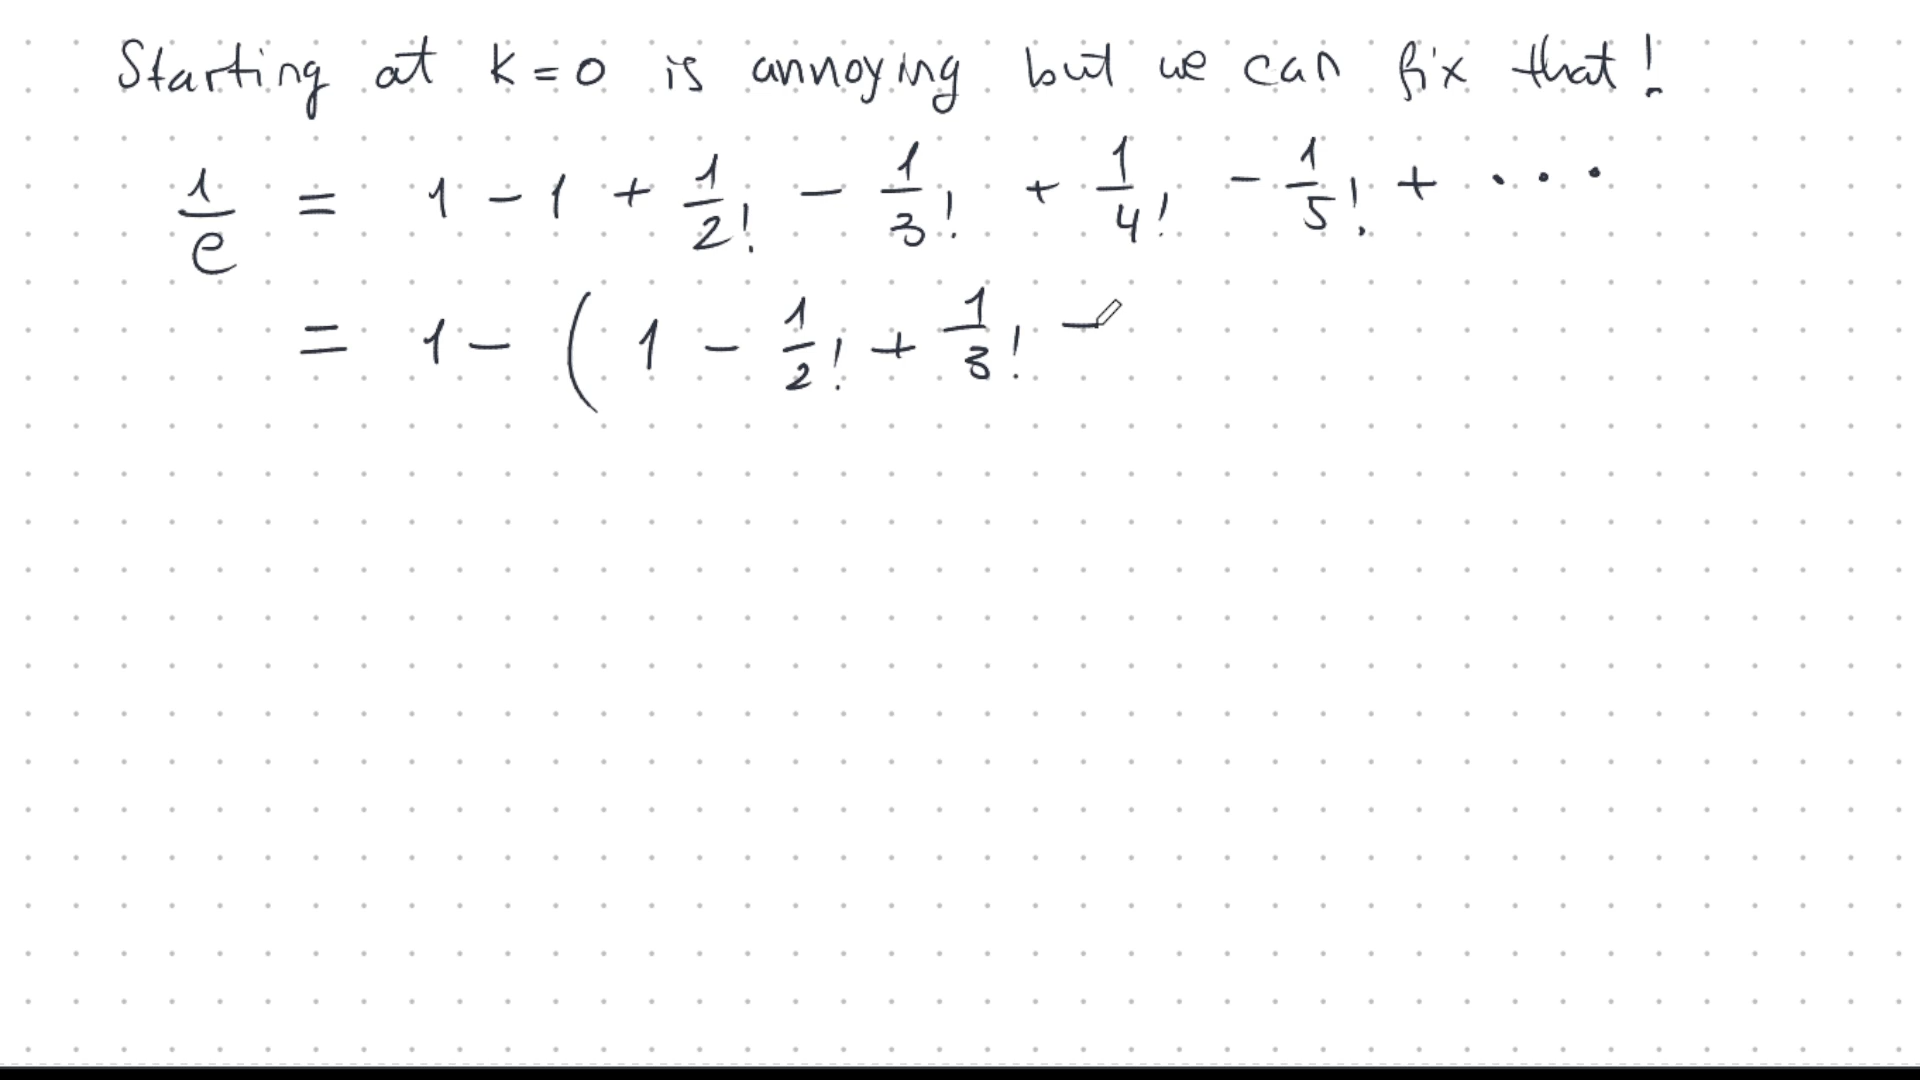 Starting at k=0 is annoying but we can fix that!
1/e = 1 - 1 + 1/2! - 1/3! + 1/4! - 1/5! + ...
= 1 - ( 1 - 1/2! + 1/3! -